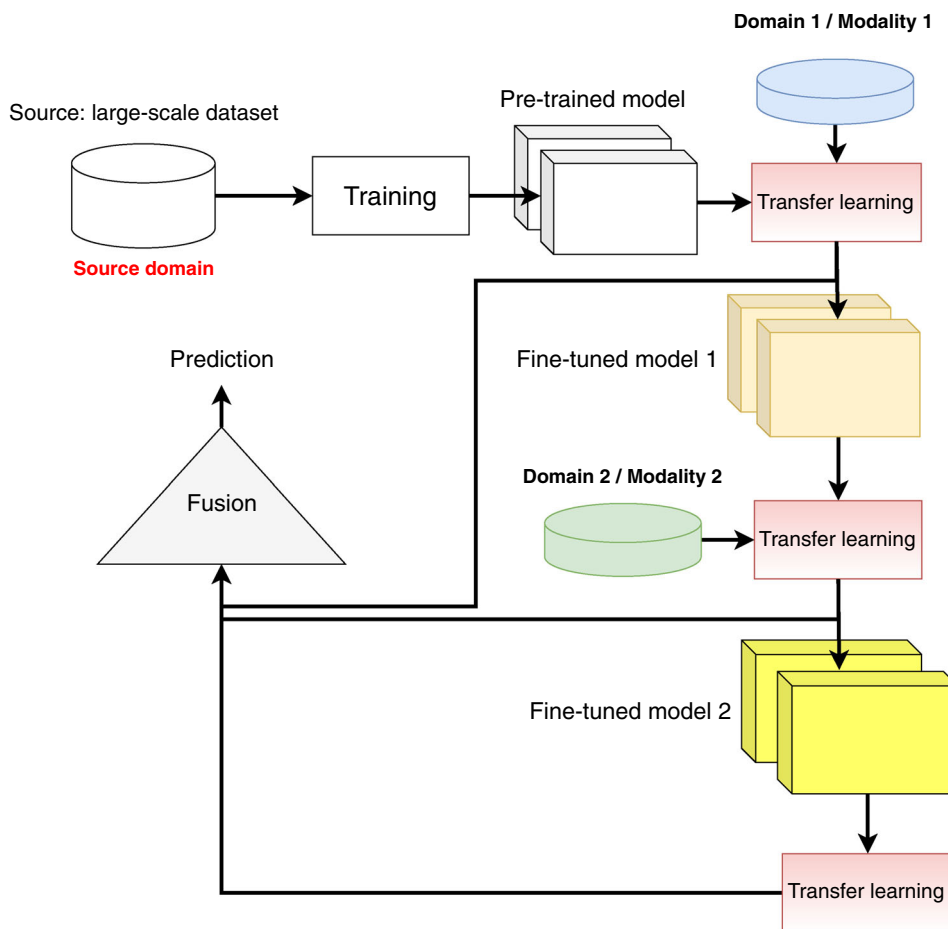 Domain 1 / Modality 1
Source: large-scale dataset
Pre-trained model
Training
Transfer learning
Source domain
Prediction
Fine-tuned model 1
Domain 2 / Modality 2
Fusion
Transfer learning
Fine-tuned model 2
Transfer learning